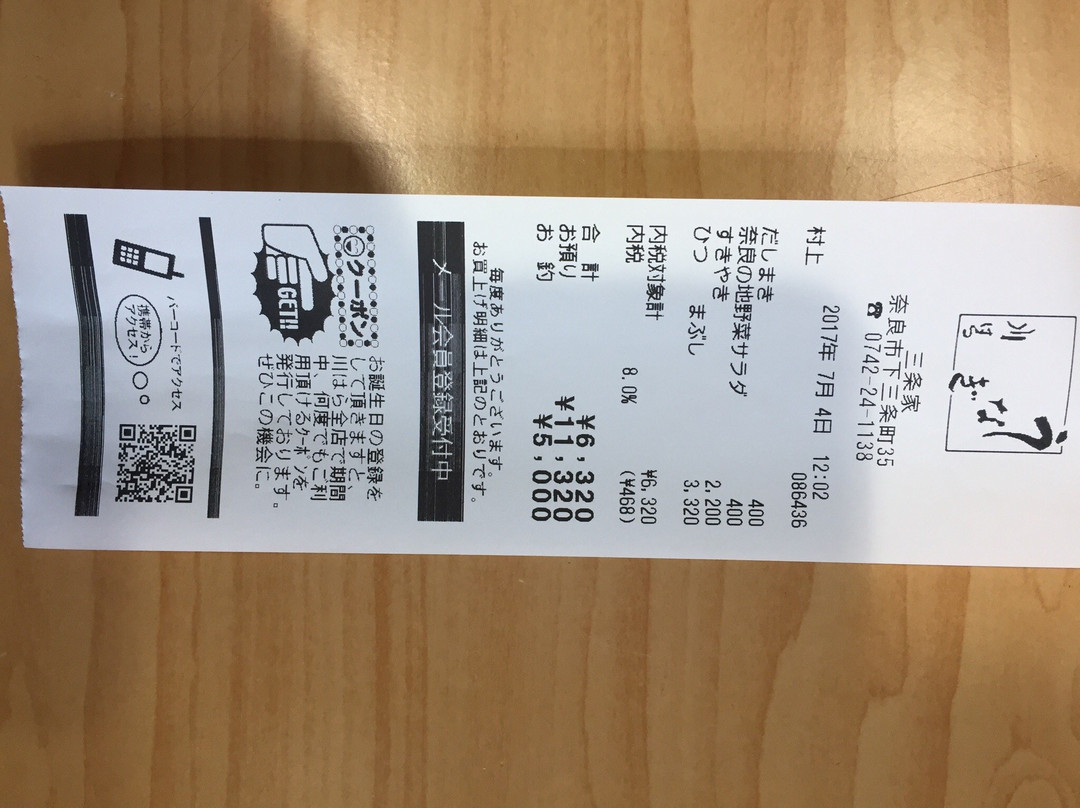 うなぎの川
三条家
奈良市下三条町35
☎ 0742-24-1138
2017年 7月 4日 12:02
村上 086436
だしまき 400
奈良の地野菜サラダ 400
すきやき 2,200
ひつ まぶし 3,320
内税対象計 ¥6,320
内税 8.0% (¥468)
合 計 ¥6,320
お預り ¥11,320
お 釣 ¥5,000
毎度ありがとうございます。
お買上げ明細は上記のとおりです。
メール会員登録受付中
クーポン
GET!!
お誕生日の登録を
して頂きますと、
川はら全店で期間
中、何度でもご利
用頂けるクーポンを
発行しております。
ぜひこの機会に。
バーコードでアクセス
携帯から
アクセス!